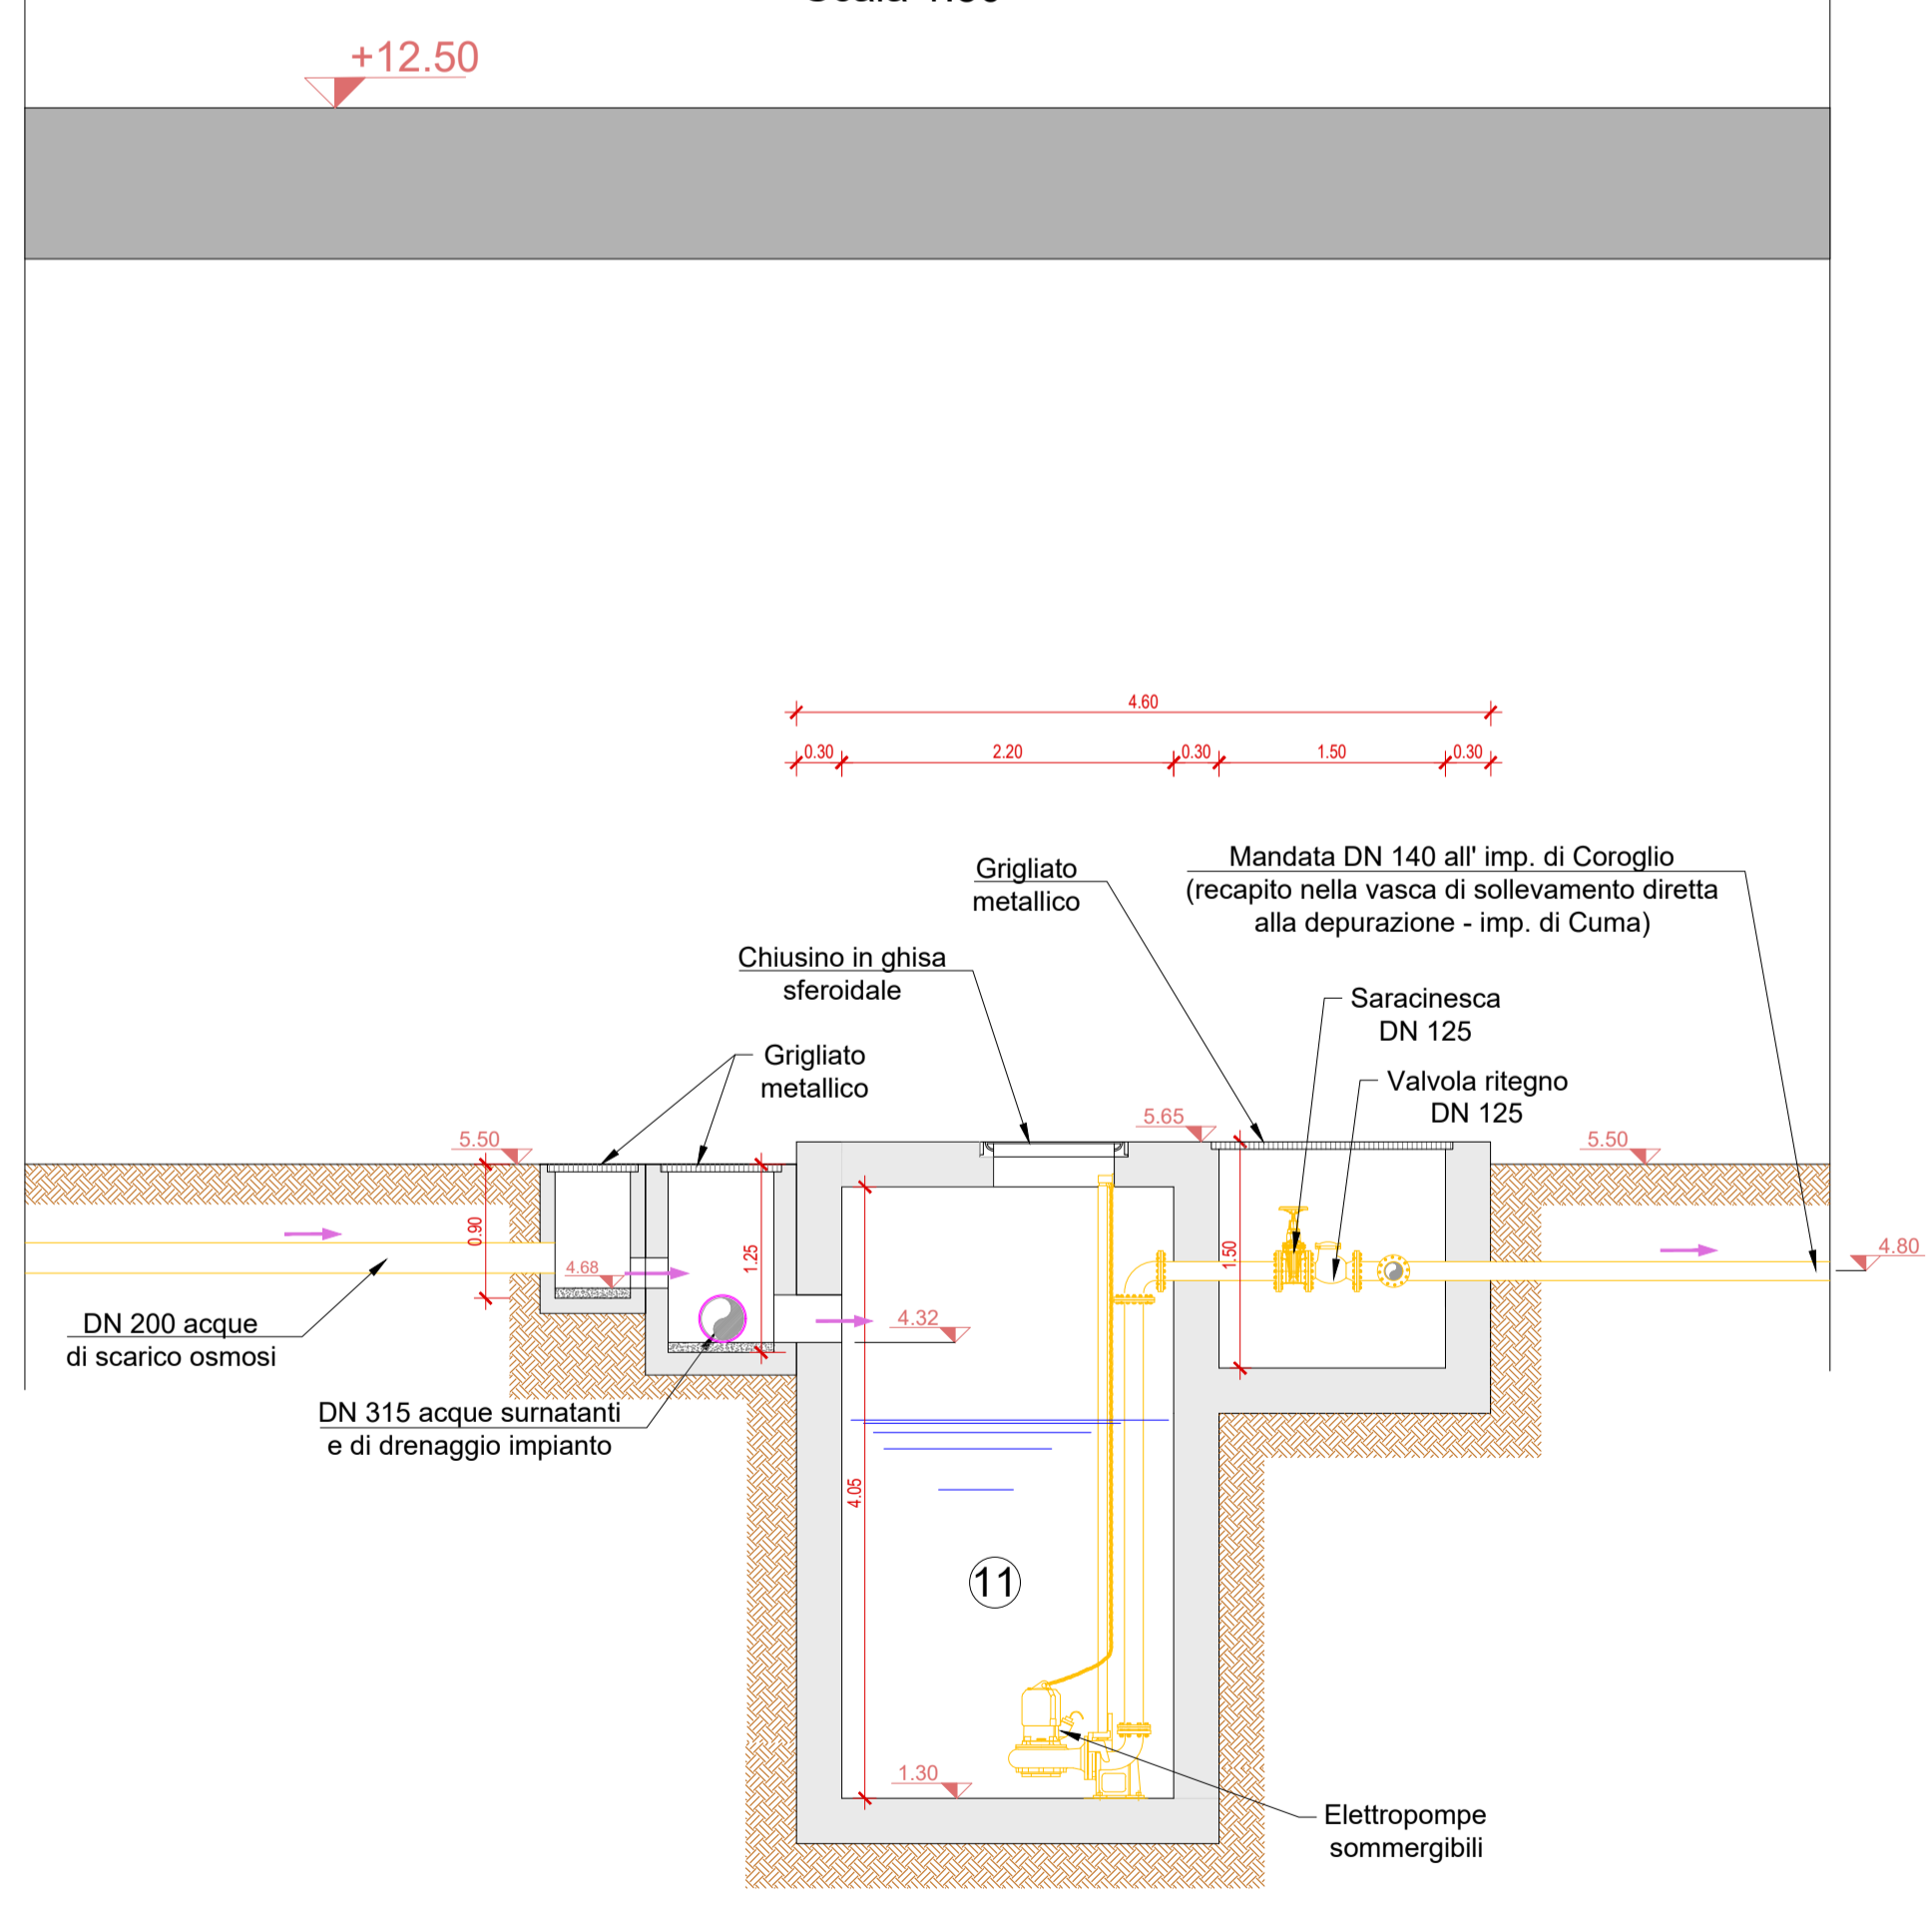 +12.50
4.60
0.30 2.20 0.30 1.50 0.30
Grigliato
metallico
Mandata DN 140 all' imp. di Coroglio
(recapito nella vasca di sollevamento diretta
alla depurazione - imp. di Cuma)
Chiusino in ghisa
sferoidale
Saracinesca
DN 125
Grigliato
metallico
Valvola ritegno
DN 125
5.65
5.50
5.50
0.90
1.25
1.50
4.80
4.68
4.32
DN 200 acque
di scarico osmosi
DN 315 acque surnatanti
e di drenaggio impianto
4.05
11
1.30
Elettropompe
sommergibili